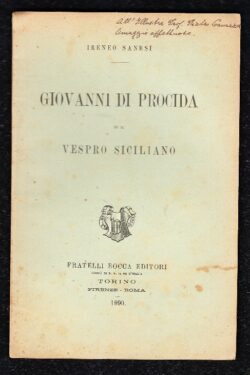 All' Illustre Prof.
omaggio affettuoso.
IRENEO SANESI
GIOVANNI DI PROCIDA
E IL
VESPRO SICILIANO
FRATELLI BOCCA EDITORI
TORINO
FIRENZE - ROMA
1890.